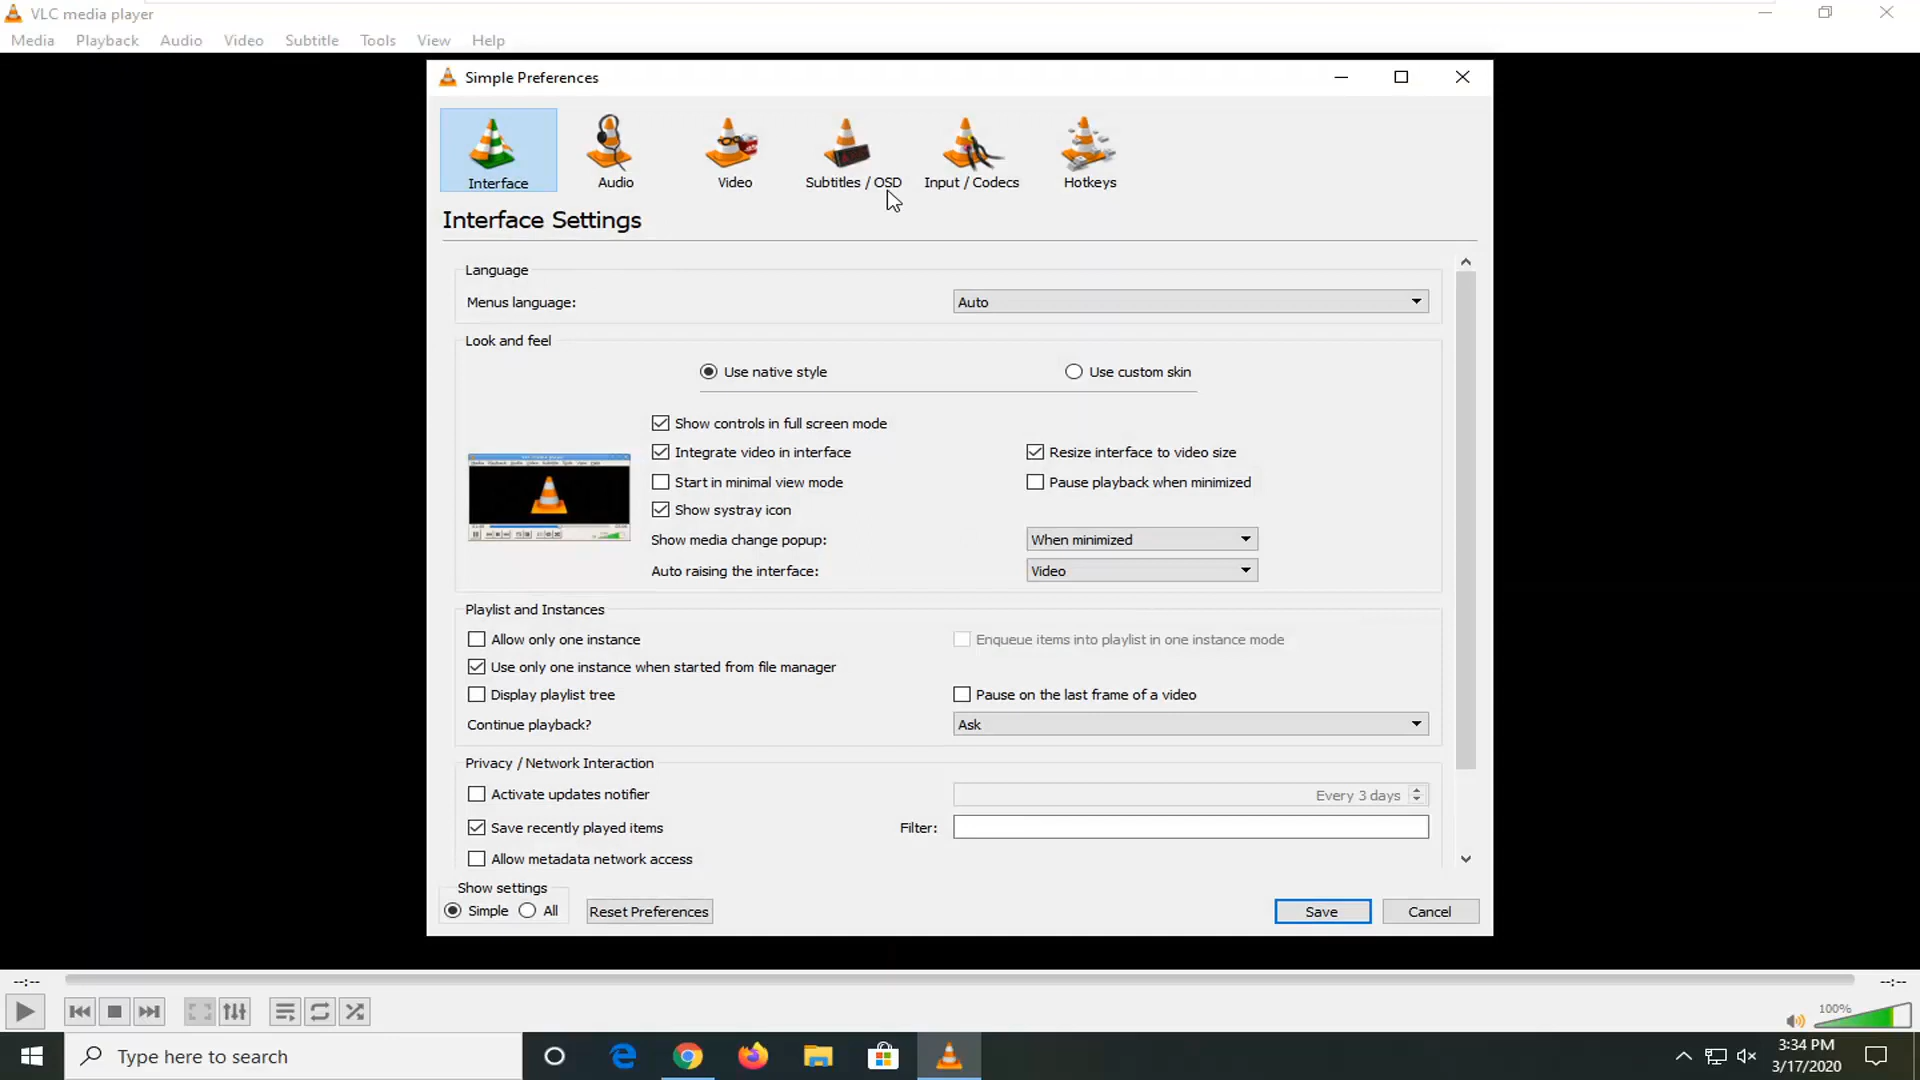 VLC media player
Media Playback Audio Video Subtitle Tools View Help
Simple Preferences
Interface Audio Video Subtitles / OSD Input / Codecs Hotkeys
Interface Settings
Language
Menus language: Auto
Look and feel
Use native style Use custom skin
Show controls in full screen mode
Integrate video in interface Resize interface to video size
Start in minimal view mode Pause playback when minimized
Show systray icon
Show media change popup: When minimized
Auto raising the interface: Video
Playlist and Instances
Allow only one instance Enqueue items into playlist in one instance mode
Use only one instance when started from file manager
Display playlist tree Pause on the last frame of a video
Continue playback? Ask
Privacy / Network Interaction
Activate updates notifier Every 3 days
Save recently played items Filter:
Allow metadata network access
Show settings
Simple All Reset Preferences Save Cancel
--:-- --:--
100%
Type here to search
3:34 PM
3/17/2020